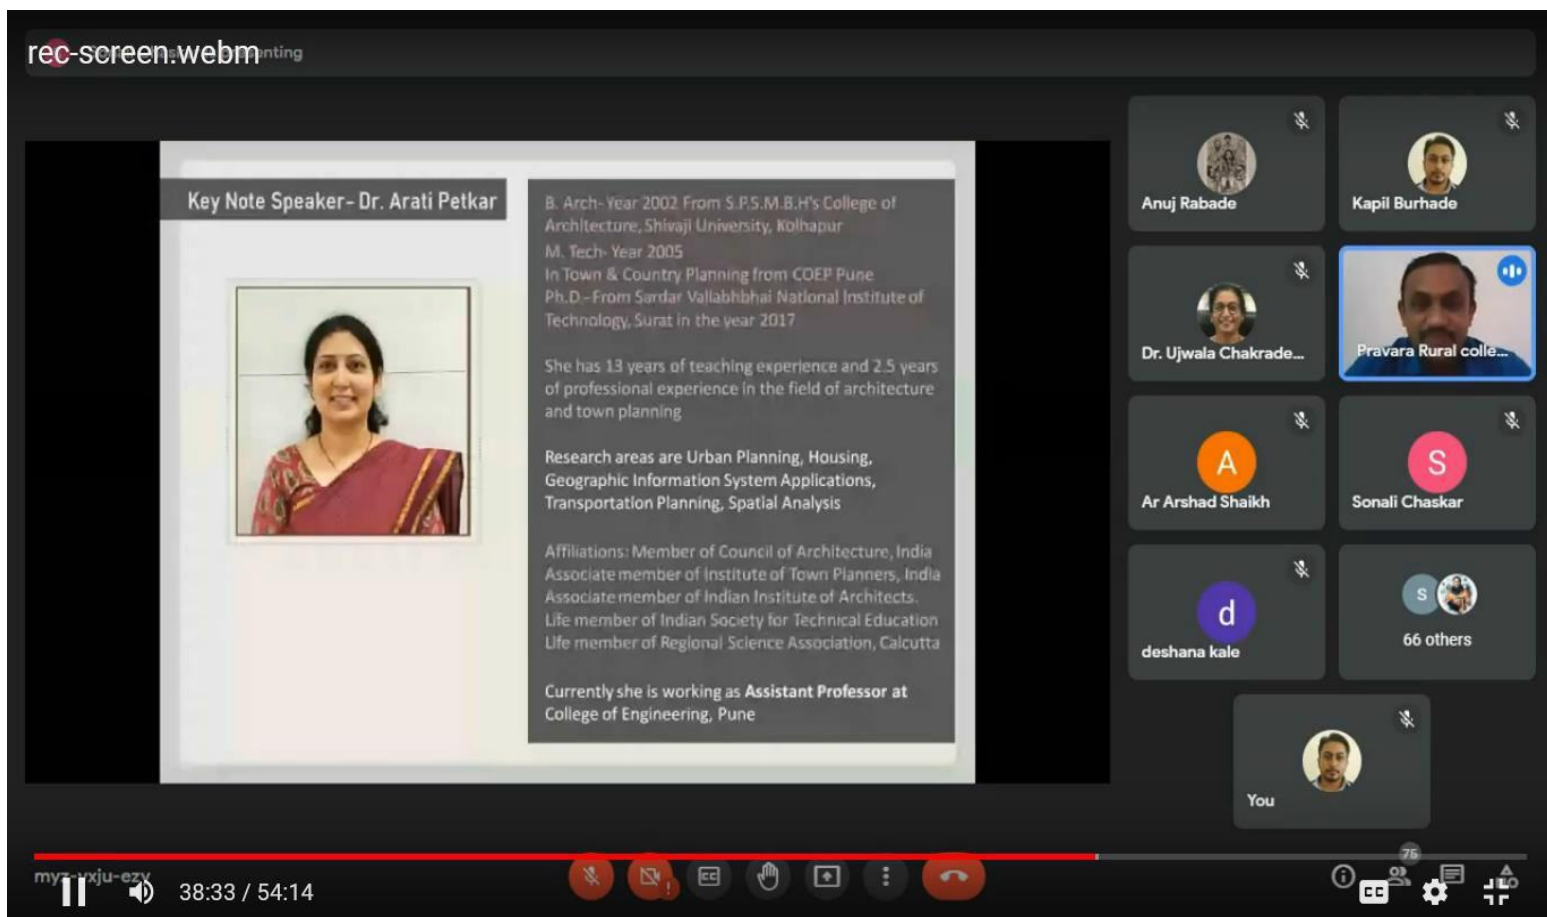 rec-screen.webm
presenting
Key Note Speaker- Dr. Arati Petkar
B. Arch- Year 2002 From S.P.S.M.B.H's College of
Architecture, Shivaji University, Kolhapur
M. Tech- Year 2005
In Town & Country Planning from COEP Pune
Ph.D.-From Sardar Vallabhbhai National Institute of
Technology, Surat in the year 2017
She has 13 years of teaching experience and 2.5 years
of professional experience in the field of architecture
and town planning
Research areas are Urban Planning, Housing,
Geographic Information System Applications,
Transportation Planning, Spatial Analysis
Affiliations: Member of Council of Architecture, India
Associate member of Institute of Town Planners, India
Associate member of Indian Institute of Architects.
Life member of Indian Society for Technical Education
Life member of Regional Science Association, Calcutta
Currently she is working as Assistant Professor at
College of Engineering, Pune
Anuj Rabade
Kapil Burhade
Dr. Ujwala Chakrade...
Pravara Rural colle...
A
Ar Arshad Shaikh
S
Sonali Chaskar
d
deshana kale
S
66 others
You
75
38:33 / 54:14
CC
CC